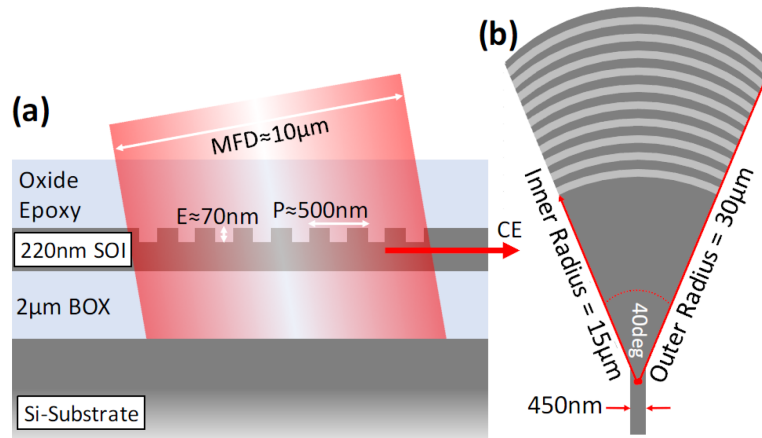 (a)
MFD≈10µm
Oxide
Epoxy
E≈70nm
P≈500nm
CE
220nm SOI
2µm BOX
Si-Substrate
(b)
Inner Radius = 15µm
Outer Radius = 30µm
40deg
450nm